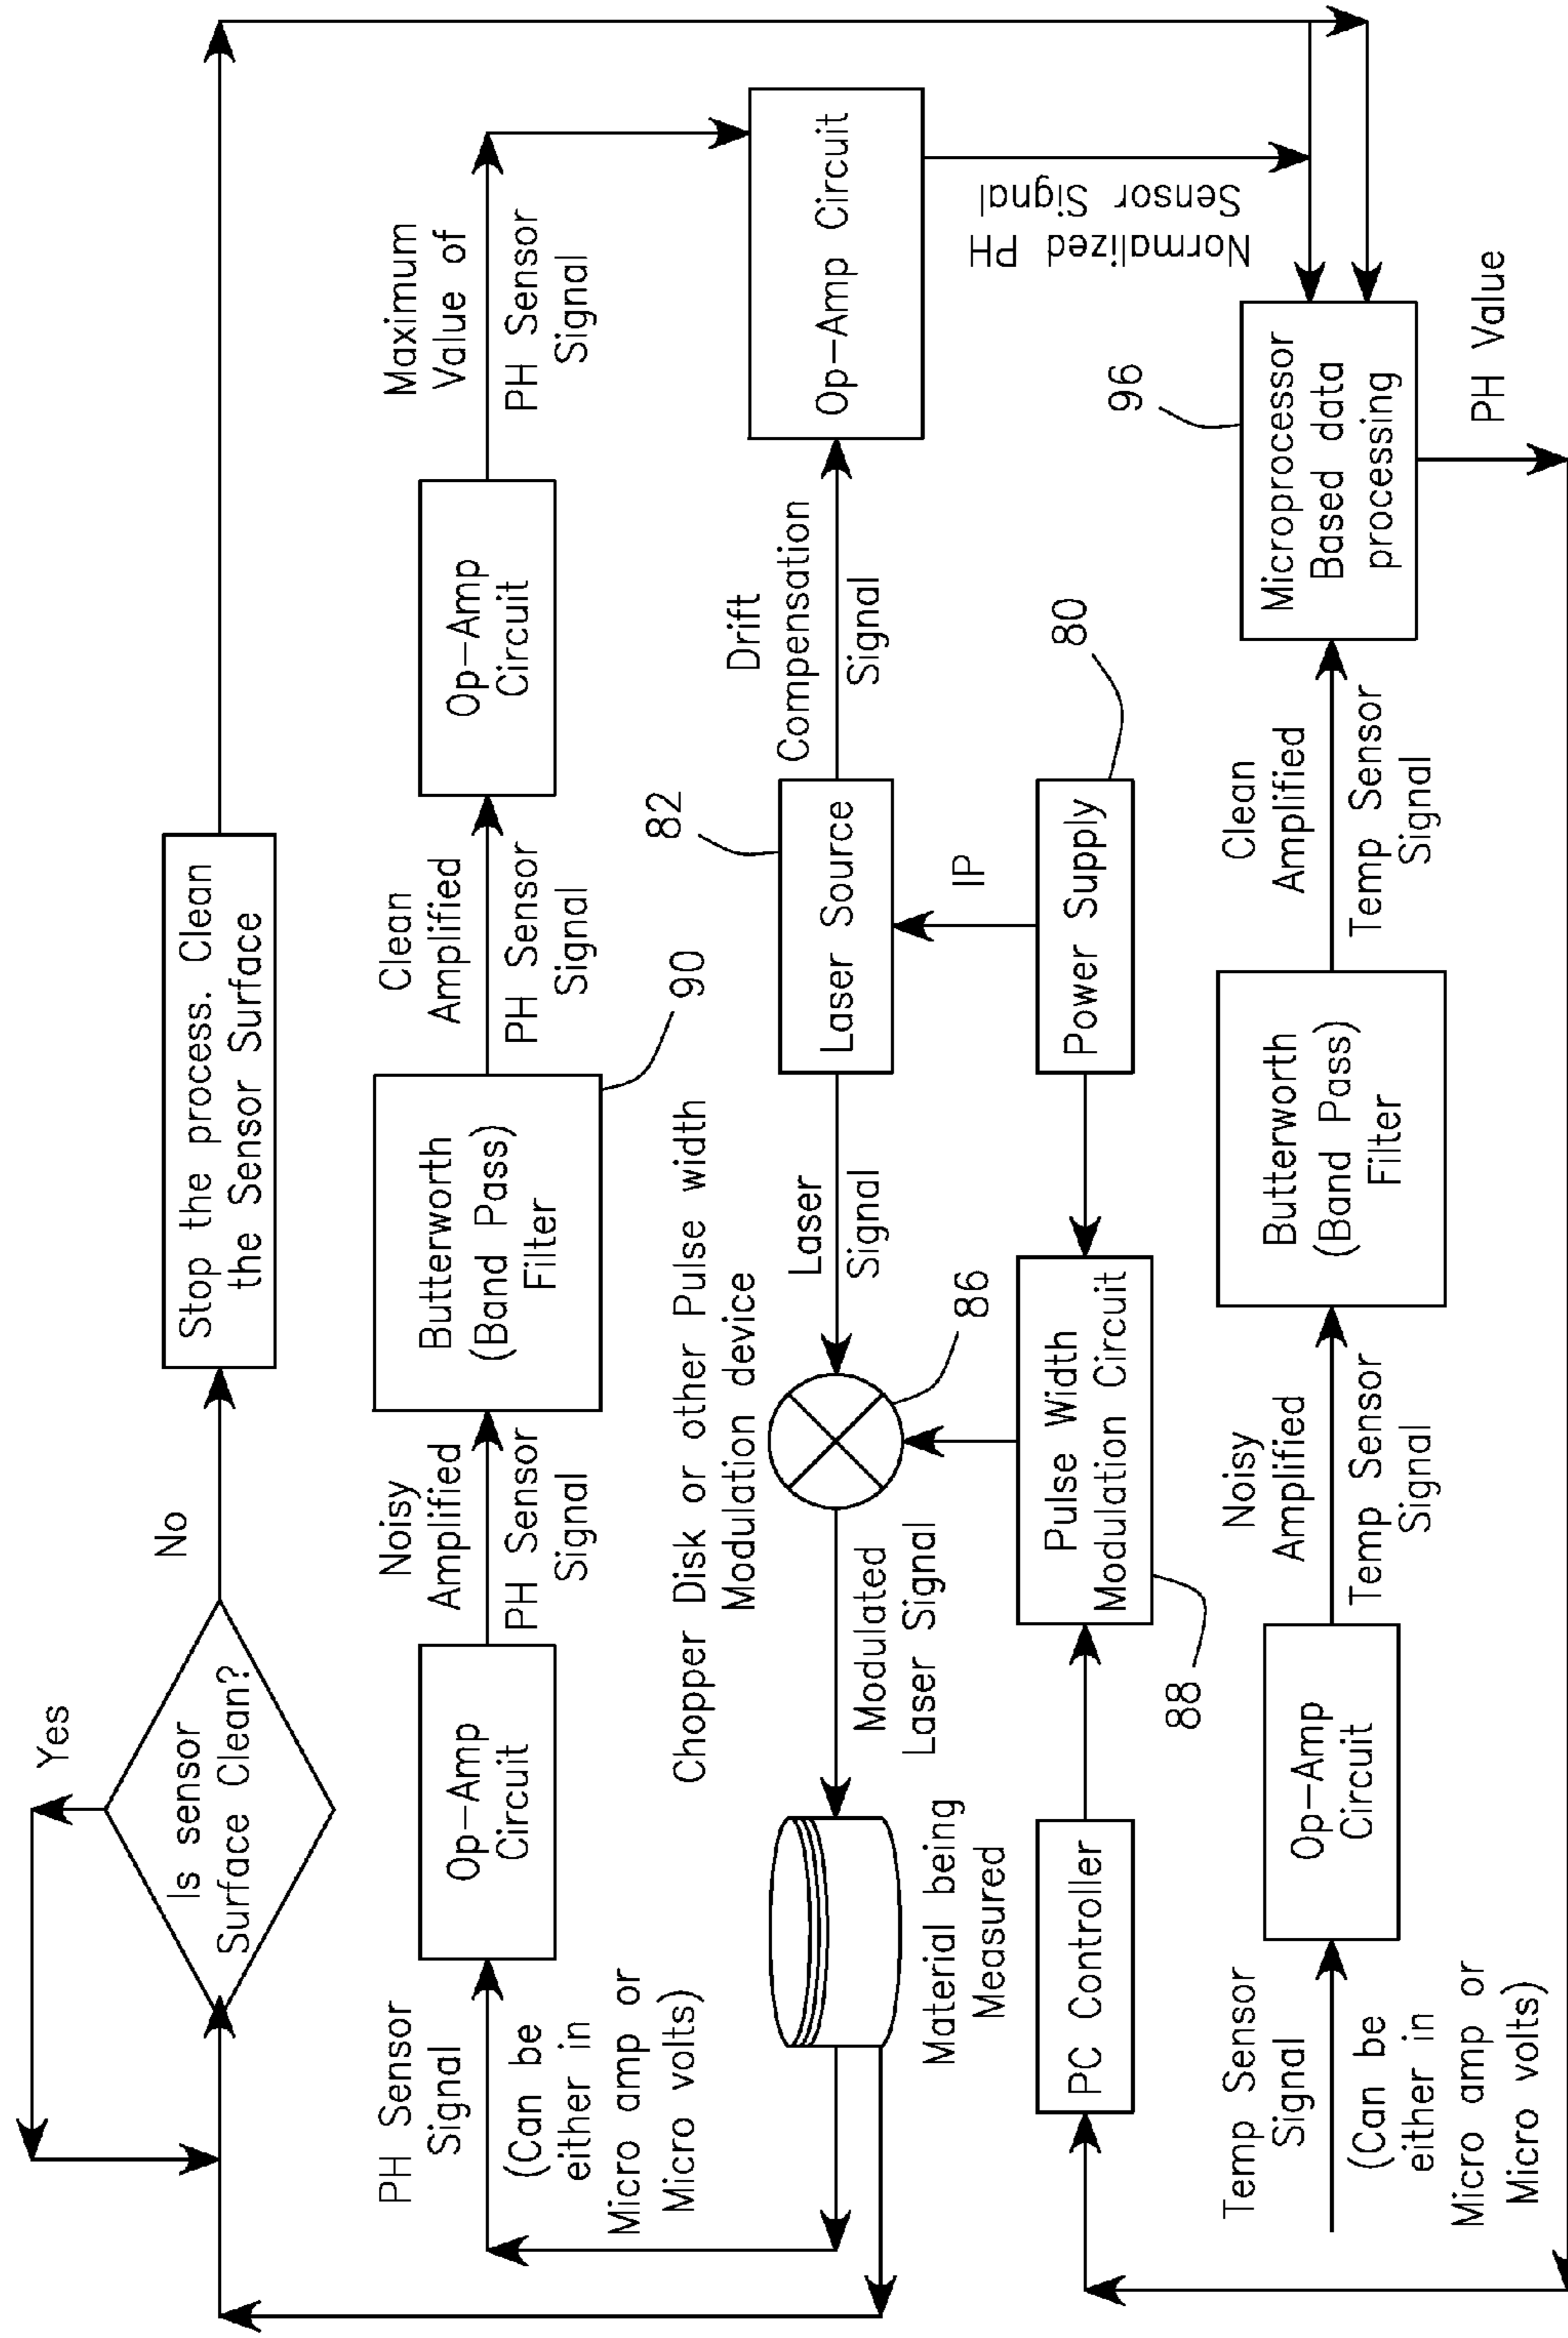 Yes
Is sensor
Surface Clean?
No
Stop the process. Clean
the Sensor Surface
PH Sensor
Signal
(Can be
either in
Micro amp or
Micro volts)
Op-Amp
Circuit
Noisy
Amplified
PH Sensor
Signal
Butterworth
(Band Pass)
Filter
90
Clean
Amplified
PH Sensor
Signal
Op-Amp
Circuit
Maximum
Value of
PH Sensor
Signal
Chopper Disk or other Pulse width
Modulation device
Material being
Measured
Modulated
Laser Signal
86
Laser
Signal
Laser Source
82
Drift
Compensation
Signal
Op-Amp Circuit
Normalized PH
Sensor Signal
IP
PC Controller
Pulse Width
Modulation Circuit
88
Power Supply
80
Temp Sensor
Signal
(Can be
either in
Micro amp or
Micro volts)
Op-Amp
Circuit
Noisy
Amplified
Temp Sensor
Signal
Butterworth
(Band Pass)
Filter
Clean
Amplified
Temp Sensor
Signal
Microprocessor
Based data
processing
96
PH Value